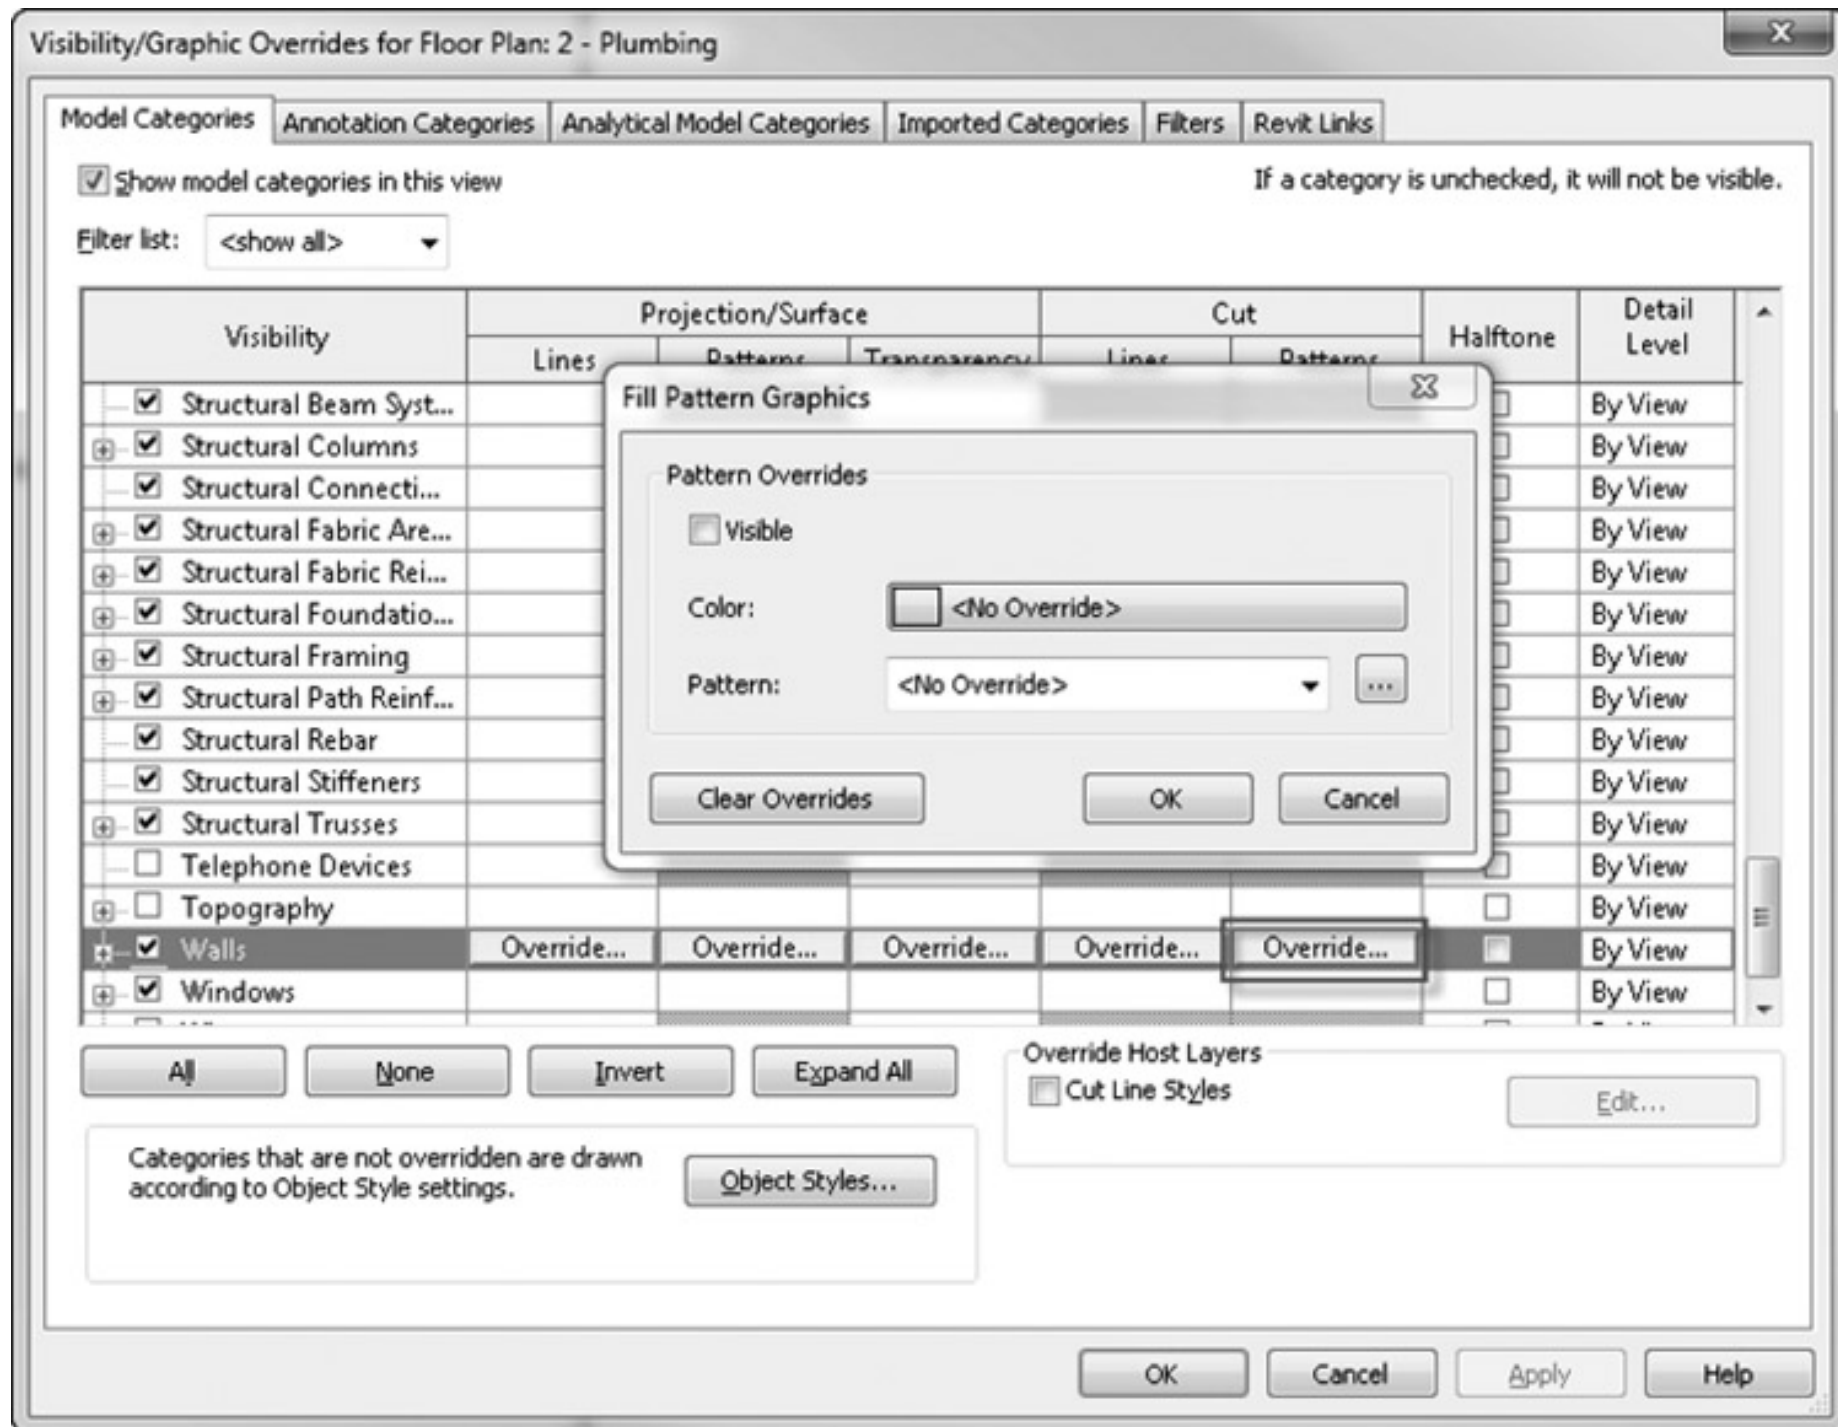 Visibility/Graphic Overrides for Floor Plan: 2 - Plumbing
Model Categories Annotation Categories Analytical Model Categories Imported Categories Filters Revit Links
Show model categories in this view If a category is unchecked, it will not be visible.
Filter list: <show all>
Visibility Projection/Surface Cut Halftone Detail Level
Lines Patterns Transparency Lines Patterns
Structural Beam Syst... By View
Structural Columns By View
Structural Connecti... By View
Structural Fabric Are... By View
Structural Fabric Rei... By View
Structural Foundatio... By View
Structural Framing By View
Structural Path Reinf... By View
Structural Rebar By View
Structural Stiffeners By View
Structural Trusses By View
Telephone Devices By View
Topography By View
Walls Override... Override... Override... Override... Override... By View
Windows By View
Fill Pattern Graphics
Pattern Overrides
Visible
Color: <No Override>
Pattern: <No Override> ...
Clear Overrides OK Cancel
All None Invert Expand All
Override Host Layers
Cut Line Styles Edit...
Categories that are not overridden are drawn
according to Object Style settings.
Object Styles...
OK Cancel Apply Help